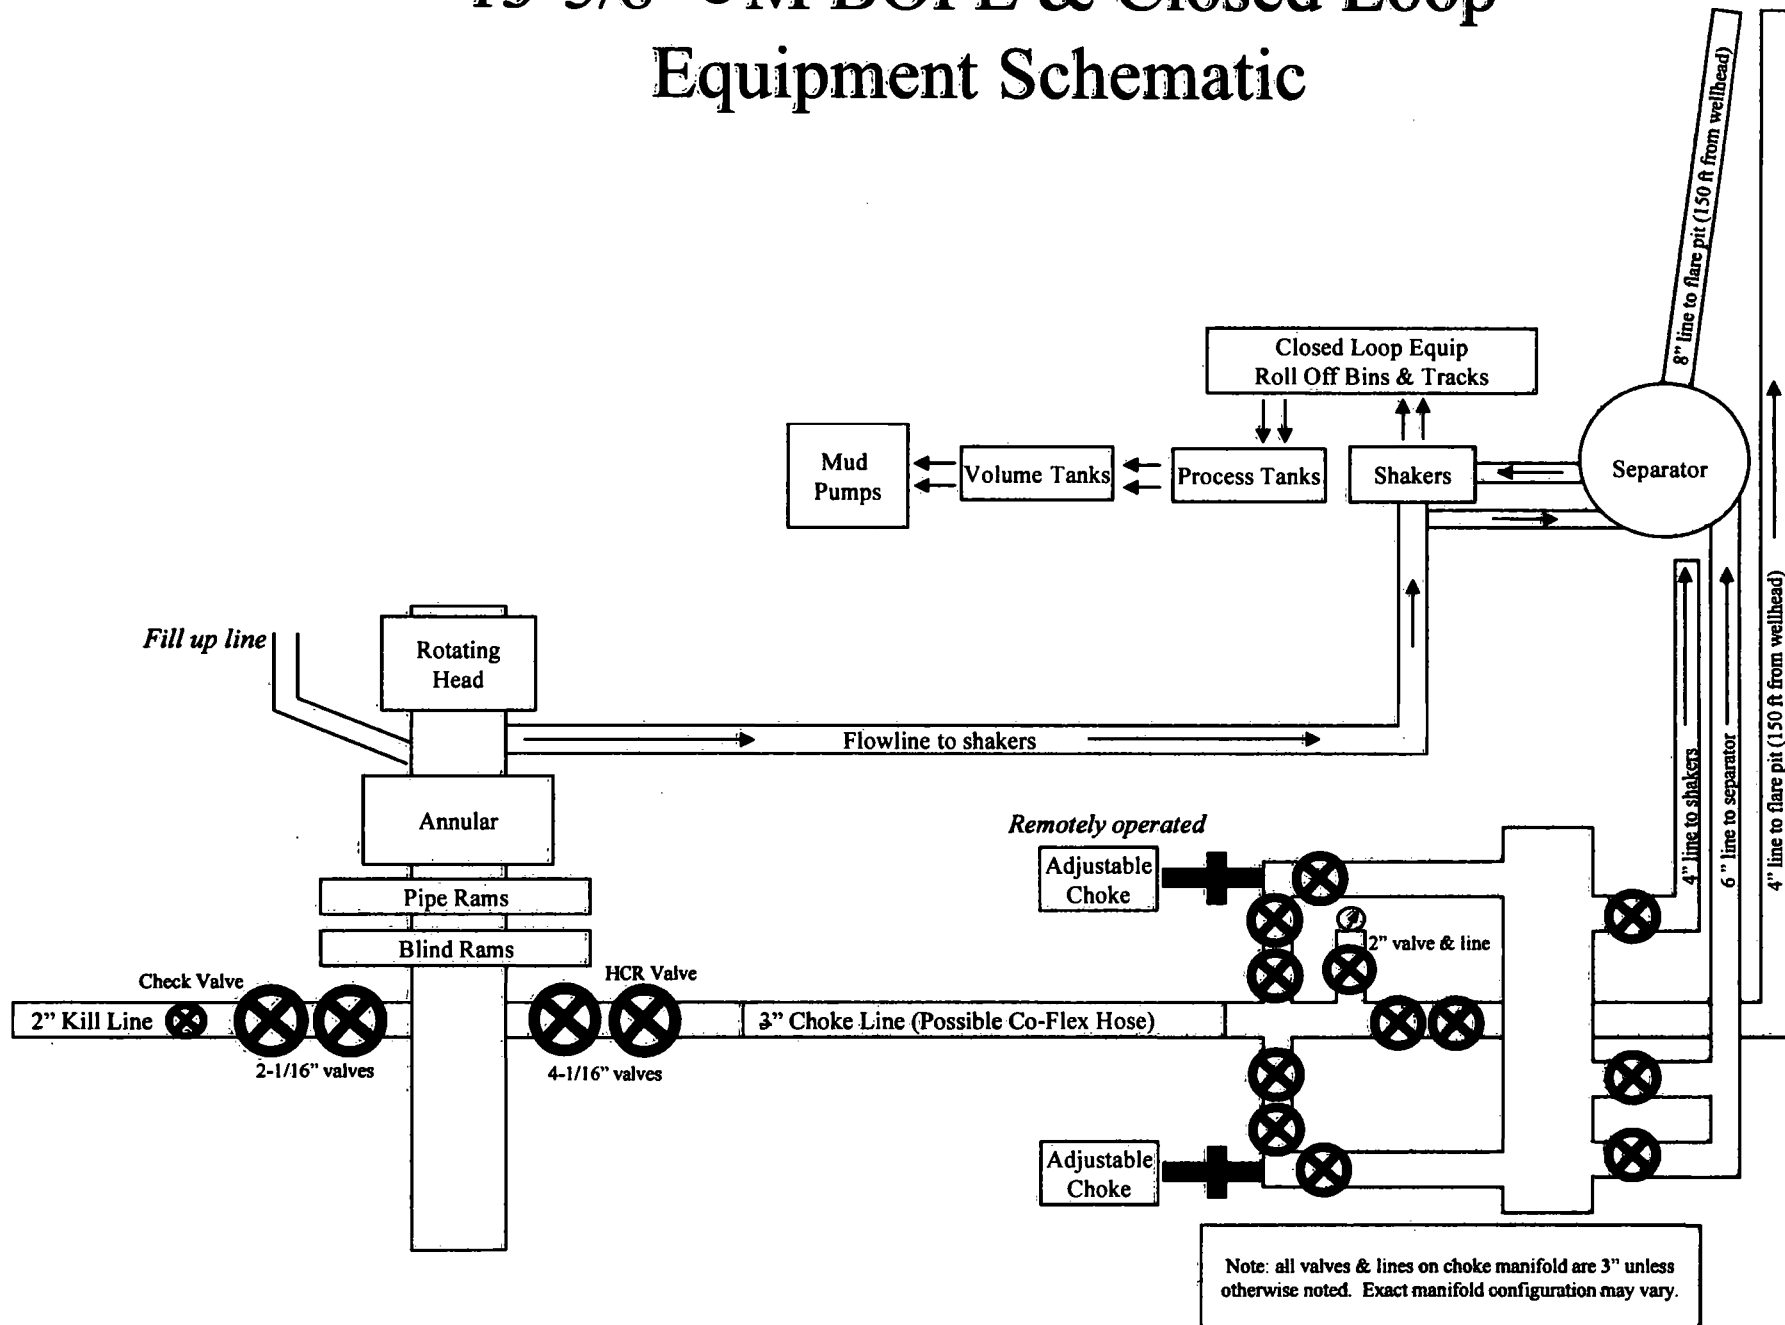 BOPE & Closed Loop
Equipment Schematic
8" line to flare pit (150 ft from wellhead)
Closed Loop Equip
Roll Off Bins & Tracks
Mud
Pumps
Volume Tanks
Process Tanks
Shakers
Separator
Fill up line
Rotating
Head
Flowline to shakers
Annular
Pipe Rams
Blind Rams
Check Valve
HCR Valve
2" Kill Line
3" Choke Line (Possible Co-Flex Hose)
2-1/16" valves
4-1/16" valves
Remotely operated
Adjustable
Choke
2" valve & line
Adjustable
Choke
4" line to shakers
6" line to separator
4" line to flare pit (150 ft from wellhead)
Note: all valves & lines on choke manifold are 3" unless
otherwise noted. Exact manifold configuration may vary.